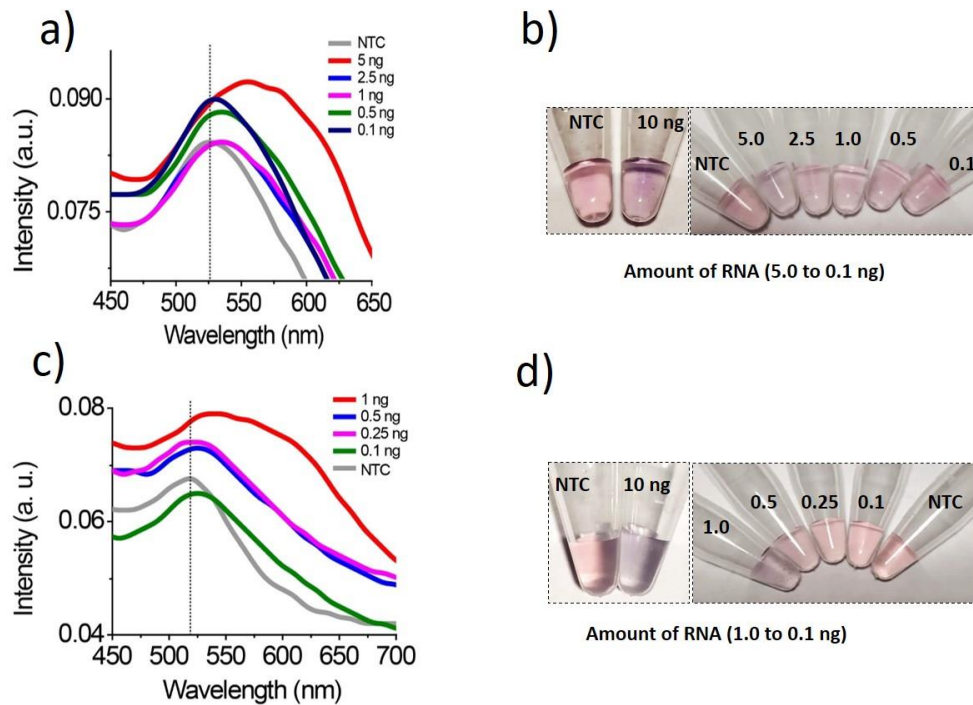 a)
NTC
5 ng
2.5 ng
1 ng
0.5 ng
0.1 ng
0.090
0.075
Intensity (a.u.)
450 500 550 600 650
Wavelength (nm)
b)
NTC 10 ng
NTC 5.0 2.5 1.0 0.5 0.1
Amount of RNA (5.0 to 0.1 ng)
c)
1 ng
0.5 ng
0.25 ng
0.1 ng
NTC
0.08
0.06
0.04
Intensity (a. u.)
450 500 550 600 650 700
Wavelength (nm)
d)
NTC 10 ng
1.0 0.5 0.25 0.1 NTC
Amount of RNA (1.0 to 0.1 ng)